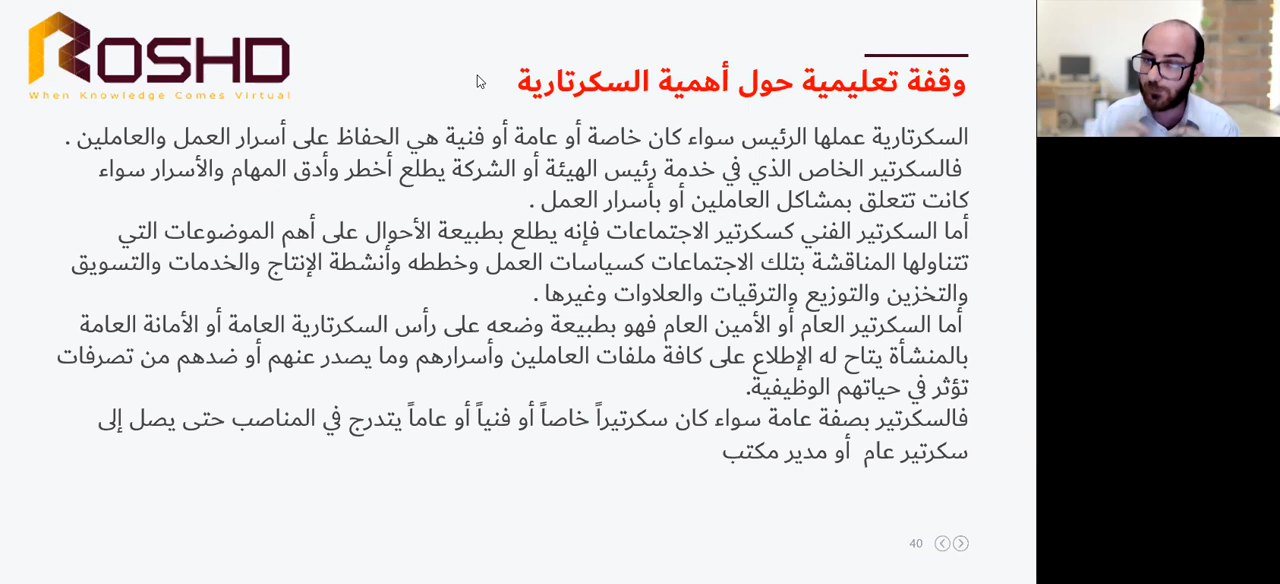 ROSHD
When Knowledge Comes Virtual
وقفة تعليمية حول أهمية السكرتارية
السكرتارية عملها الرئيس سواء كان خاصة أو عامة أو فنية هي الحفاظ على أسرار العمل والعاملين .
فالسكرتير الخاص الذي في خدمة رئيس الهيئة أو الشركة يطلع أخطر وأدق المهام والأسرار سواء
كانت تتعلق بمشاكل العاملين أو بأسرار العمل .
أما السكرتير الفني كسكرتير الاجتماعات فإنه يطلع بطبيعة الأحوال على أهم الموضوعات التي
تتناولها المناقشة بتلك الاجتماعات كسياسات العمل وخططه وأنشطة الإنتاج والخدمات والتسويق
والتخزين والتوزيع والترقيات والعلاوات وغيرها .
أما السكرتير العام أو الأمين العام فهو بطبيعة وضعه على رأس السكرتارية العامة أو الأمانة العامة
بالمنشأة يتاح له الإطلاع على كافة ملفات العاملين وأسرارهم وما يصدر عنهم أو ضدهم من تصرفات
تؤثر في حياتهم الوظيفية.
فالسكرتير بصفة عامة سواء كان سكرتيراً خاصاً أو فنياً أو عاماً يتدرج في المناصب حتى يصل إلى
سكرتير عام أو مدير مكتب
40